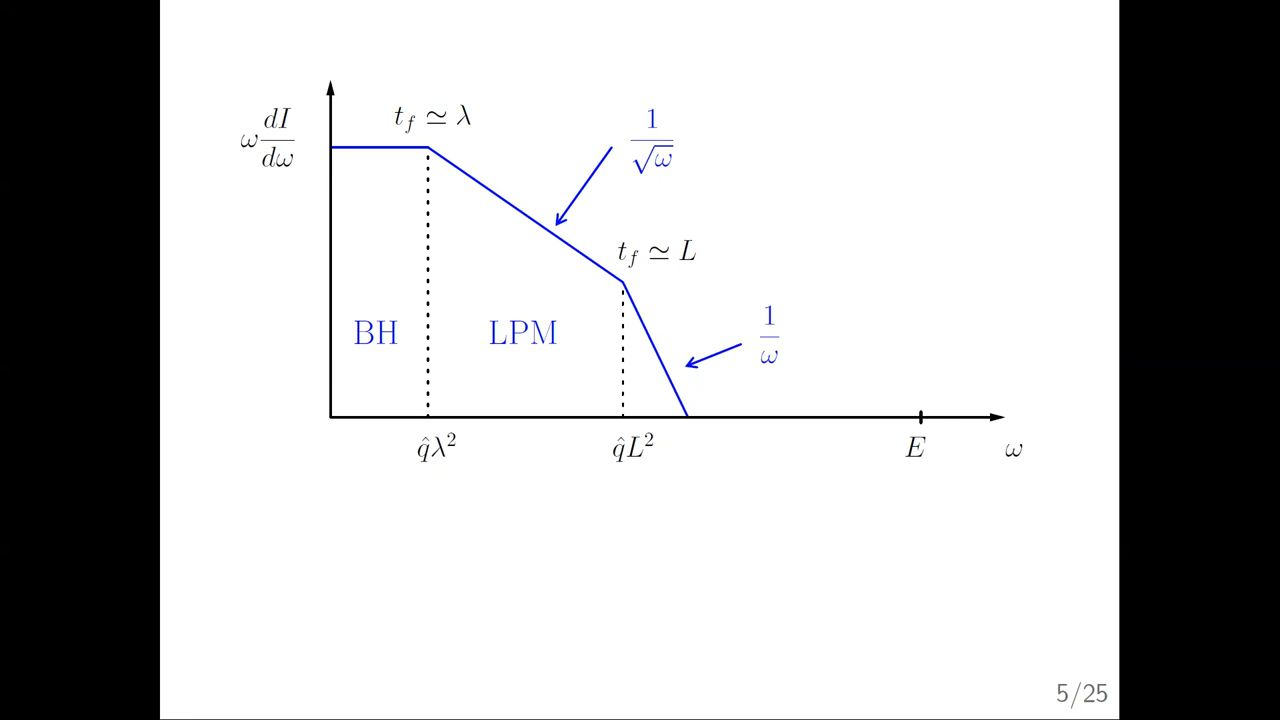 ω dI/dω
t_f ≃ λ
1/√ω
t_f ≃ L
BH
LPM
1/ω
q̂λ²
q̂L²
E
ω
5/25